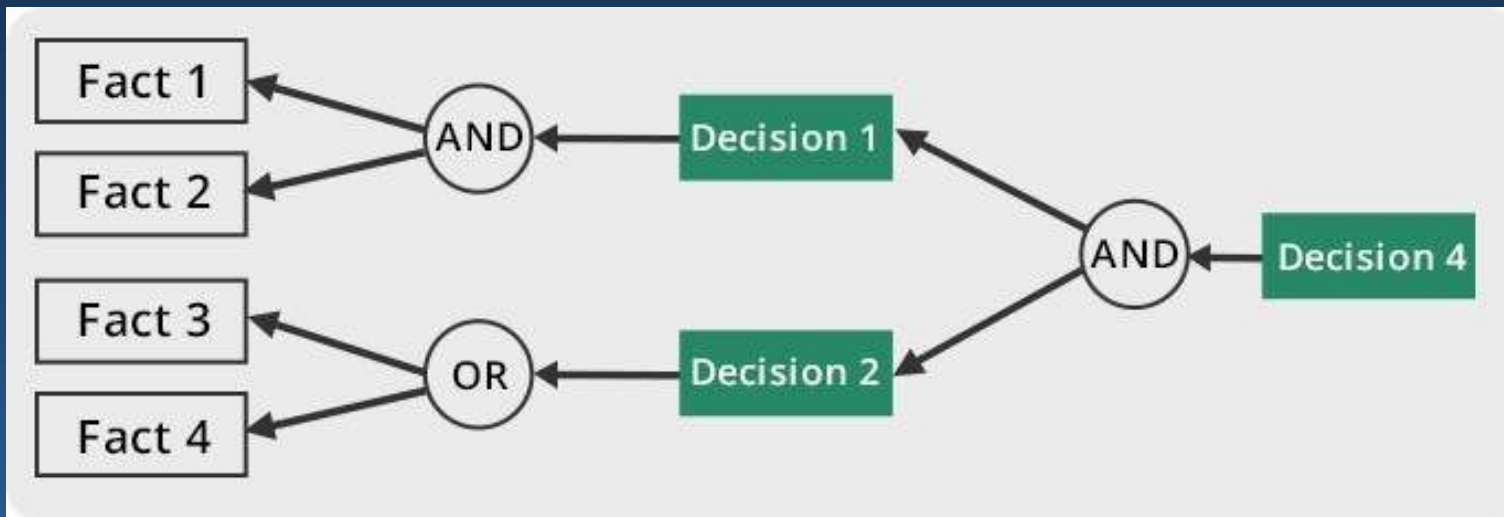 Fact 1
Fact 2
Fact 3
Fact 4
AND
OR
Decision 1
Decision 2
AND
Decision 4